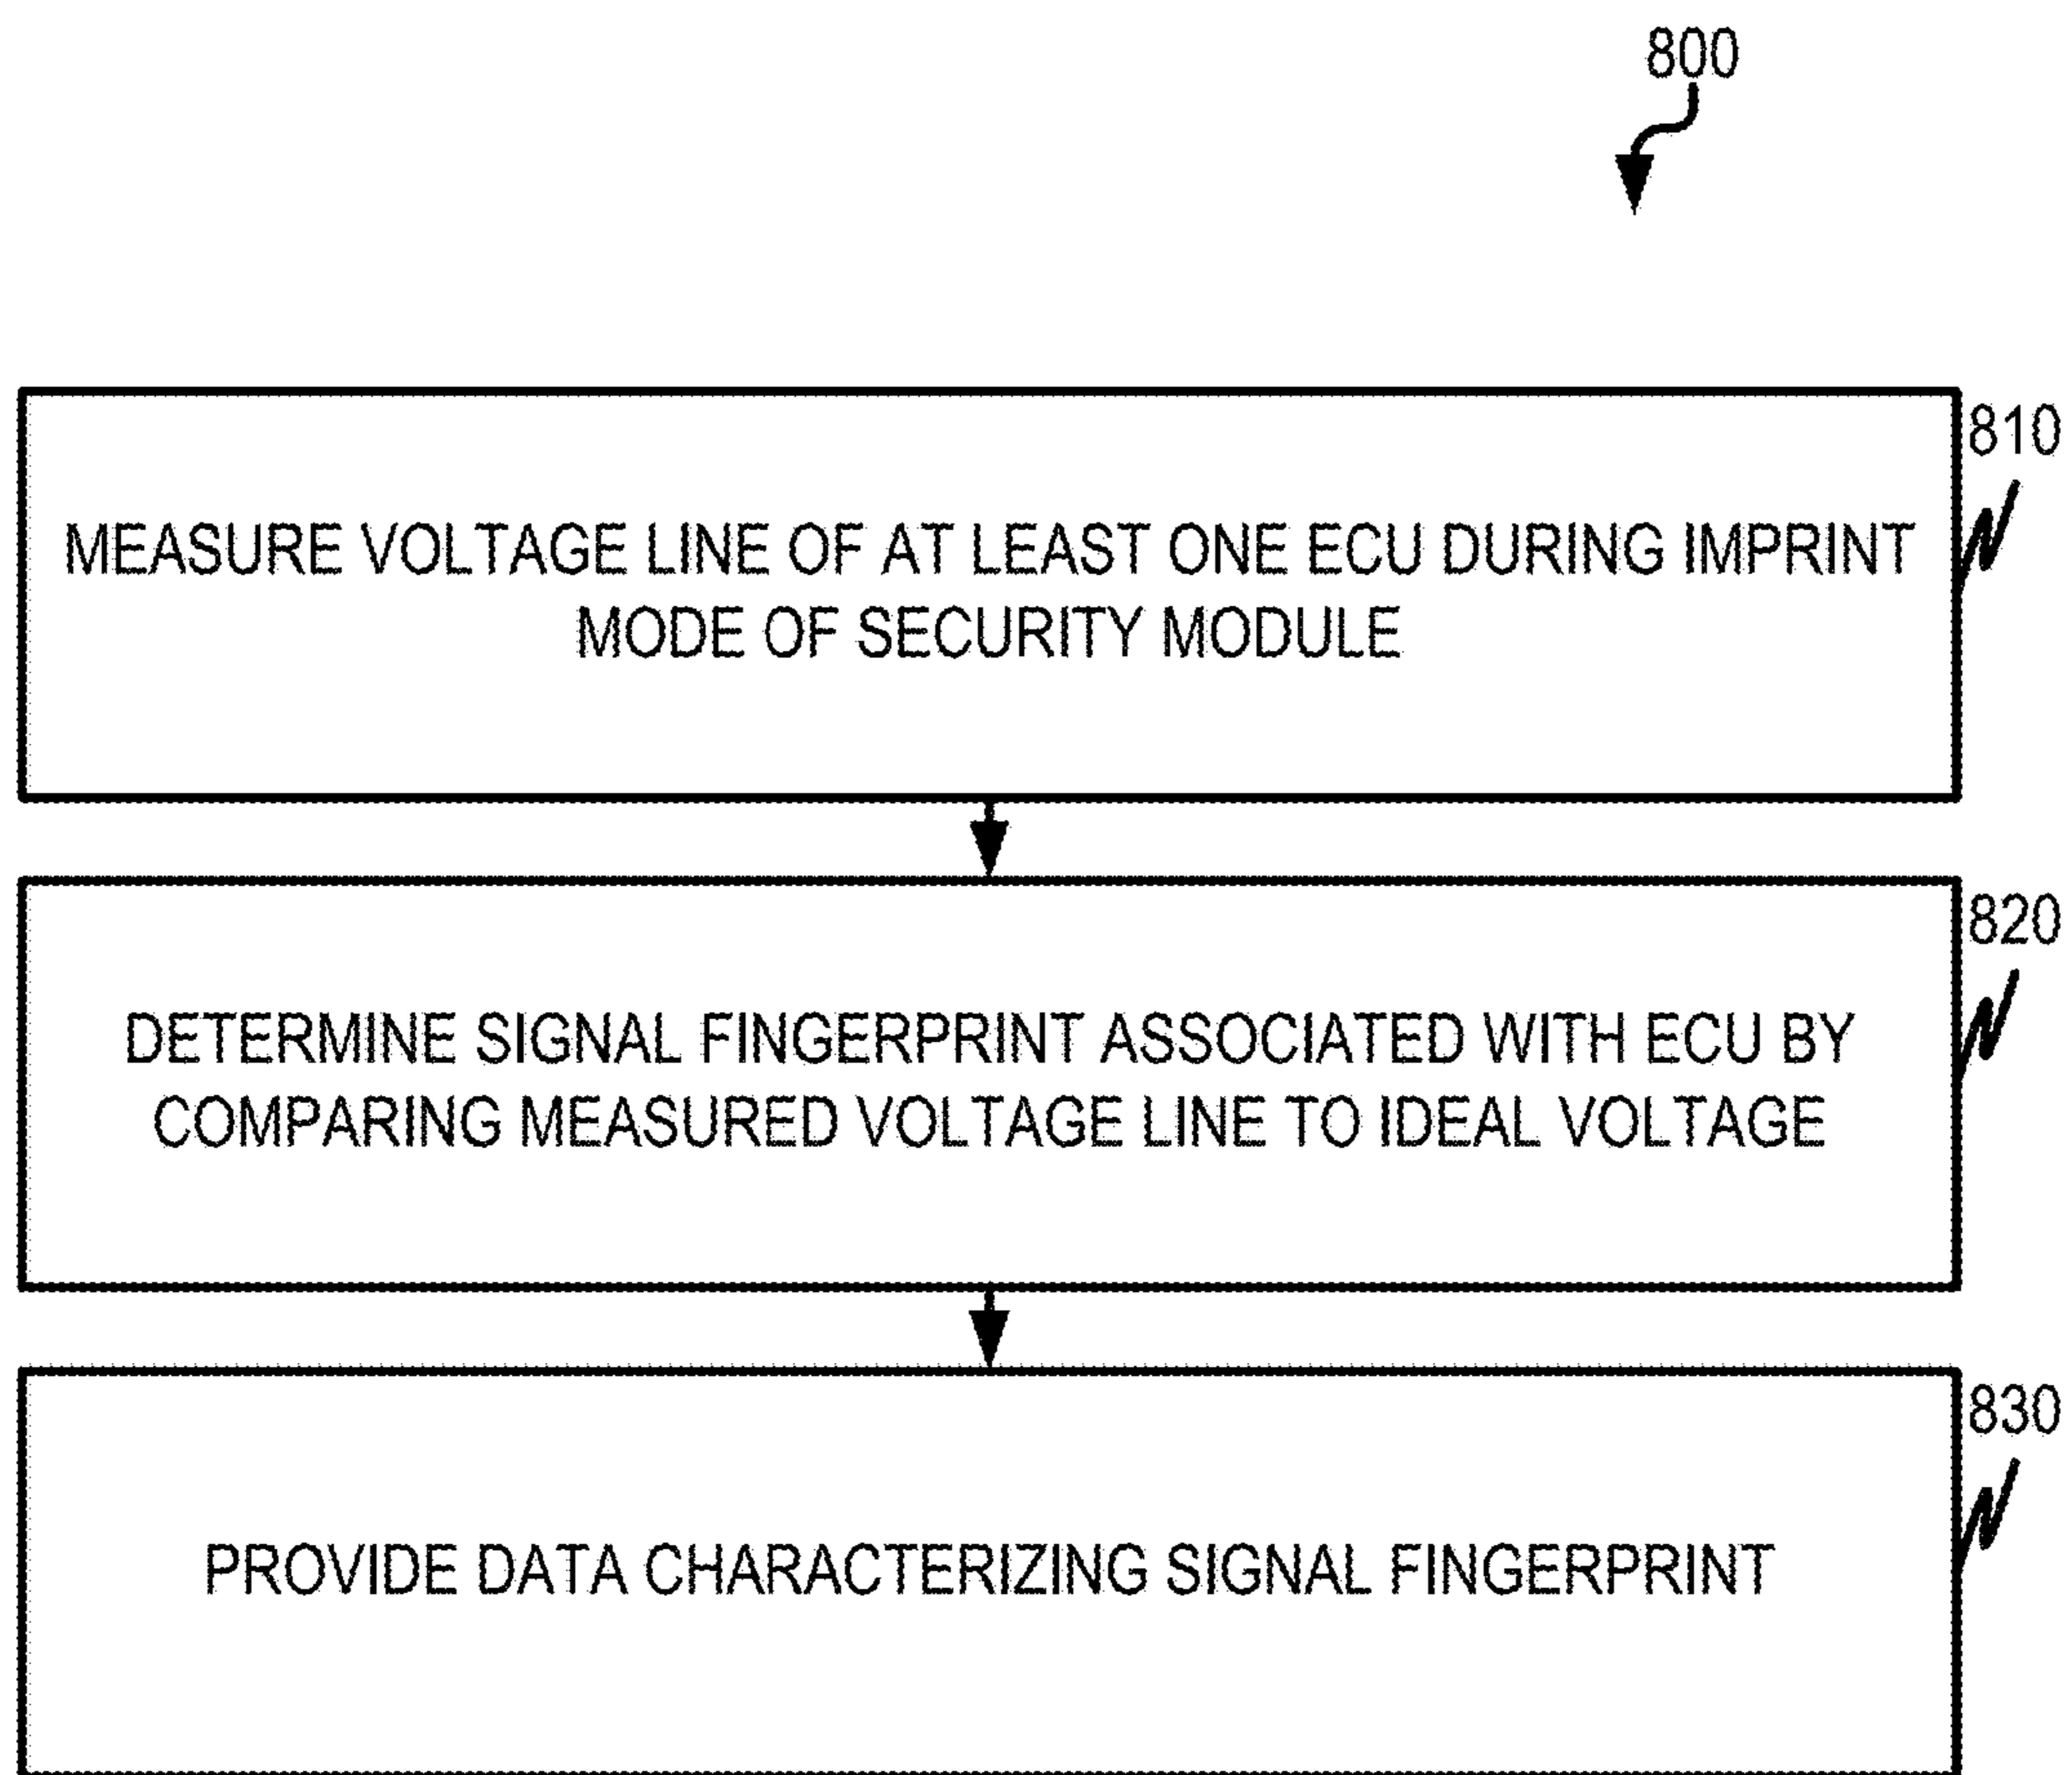 800
810
MEASURE VOLTAGE LINE OF AT LEAST ONE ECU DURING IMPRINT
MODE OF SECURITY MODULE
820
DETERMINE SIGNAL FINGERPRINT ASSOCIATED WITH ECU BY
COMPARING MEASURED VOLTAGE LINE TO IDEAL VOLTAGE
830
PROVIDE DATA CHARACTERIZING SIGNAL FINGERPRINT